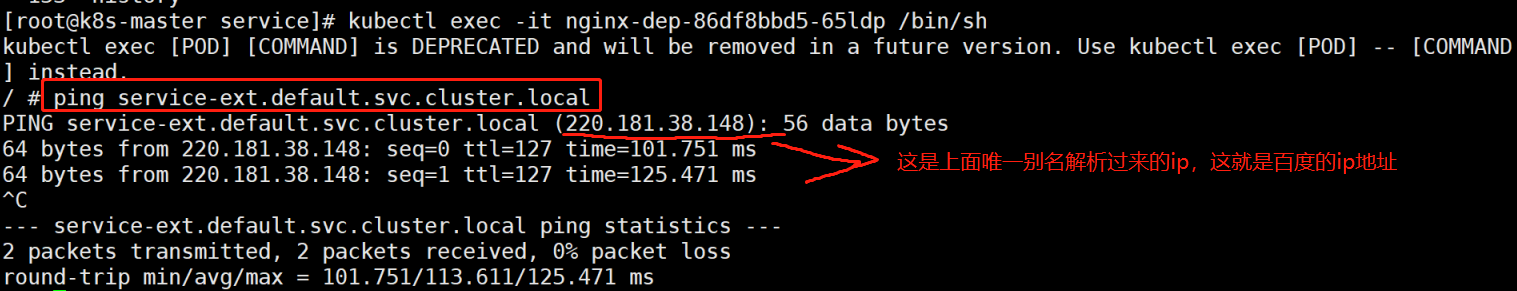 [root@k8s-master service]# kubectl exec -it nginx-dep-86df8bbd5-65ldp /bin/sh
kubectl exec [POD] [COMMAND] is DEPRECATED and will be removed in a future version. Use kubectl exec [POD] -- [COMMAND
] instead.
/ # ping service-ext.default.svc.cluster.local
PING service-ext.default.svc.cluster.local (220.181.38.148): 56 data bytes
64 bytes from 220.181.38.148: seq=0 ttl=127 time=101.751 ms
64 bytes from 220.181.38.148: seq=1 ttl=127 time=125.471 ms
这是上面唯一别名解析过来的ip，这就是百度的ip地址
^C
--- service-ext.default.svc.cluster.local ping statistics ---
2 packets transmitted, 2 packets received, 0% packet loss
round-trip min/avg/max = 101.751/113.611/125.471 ms